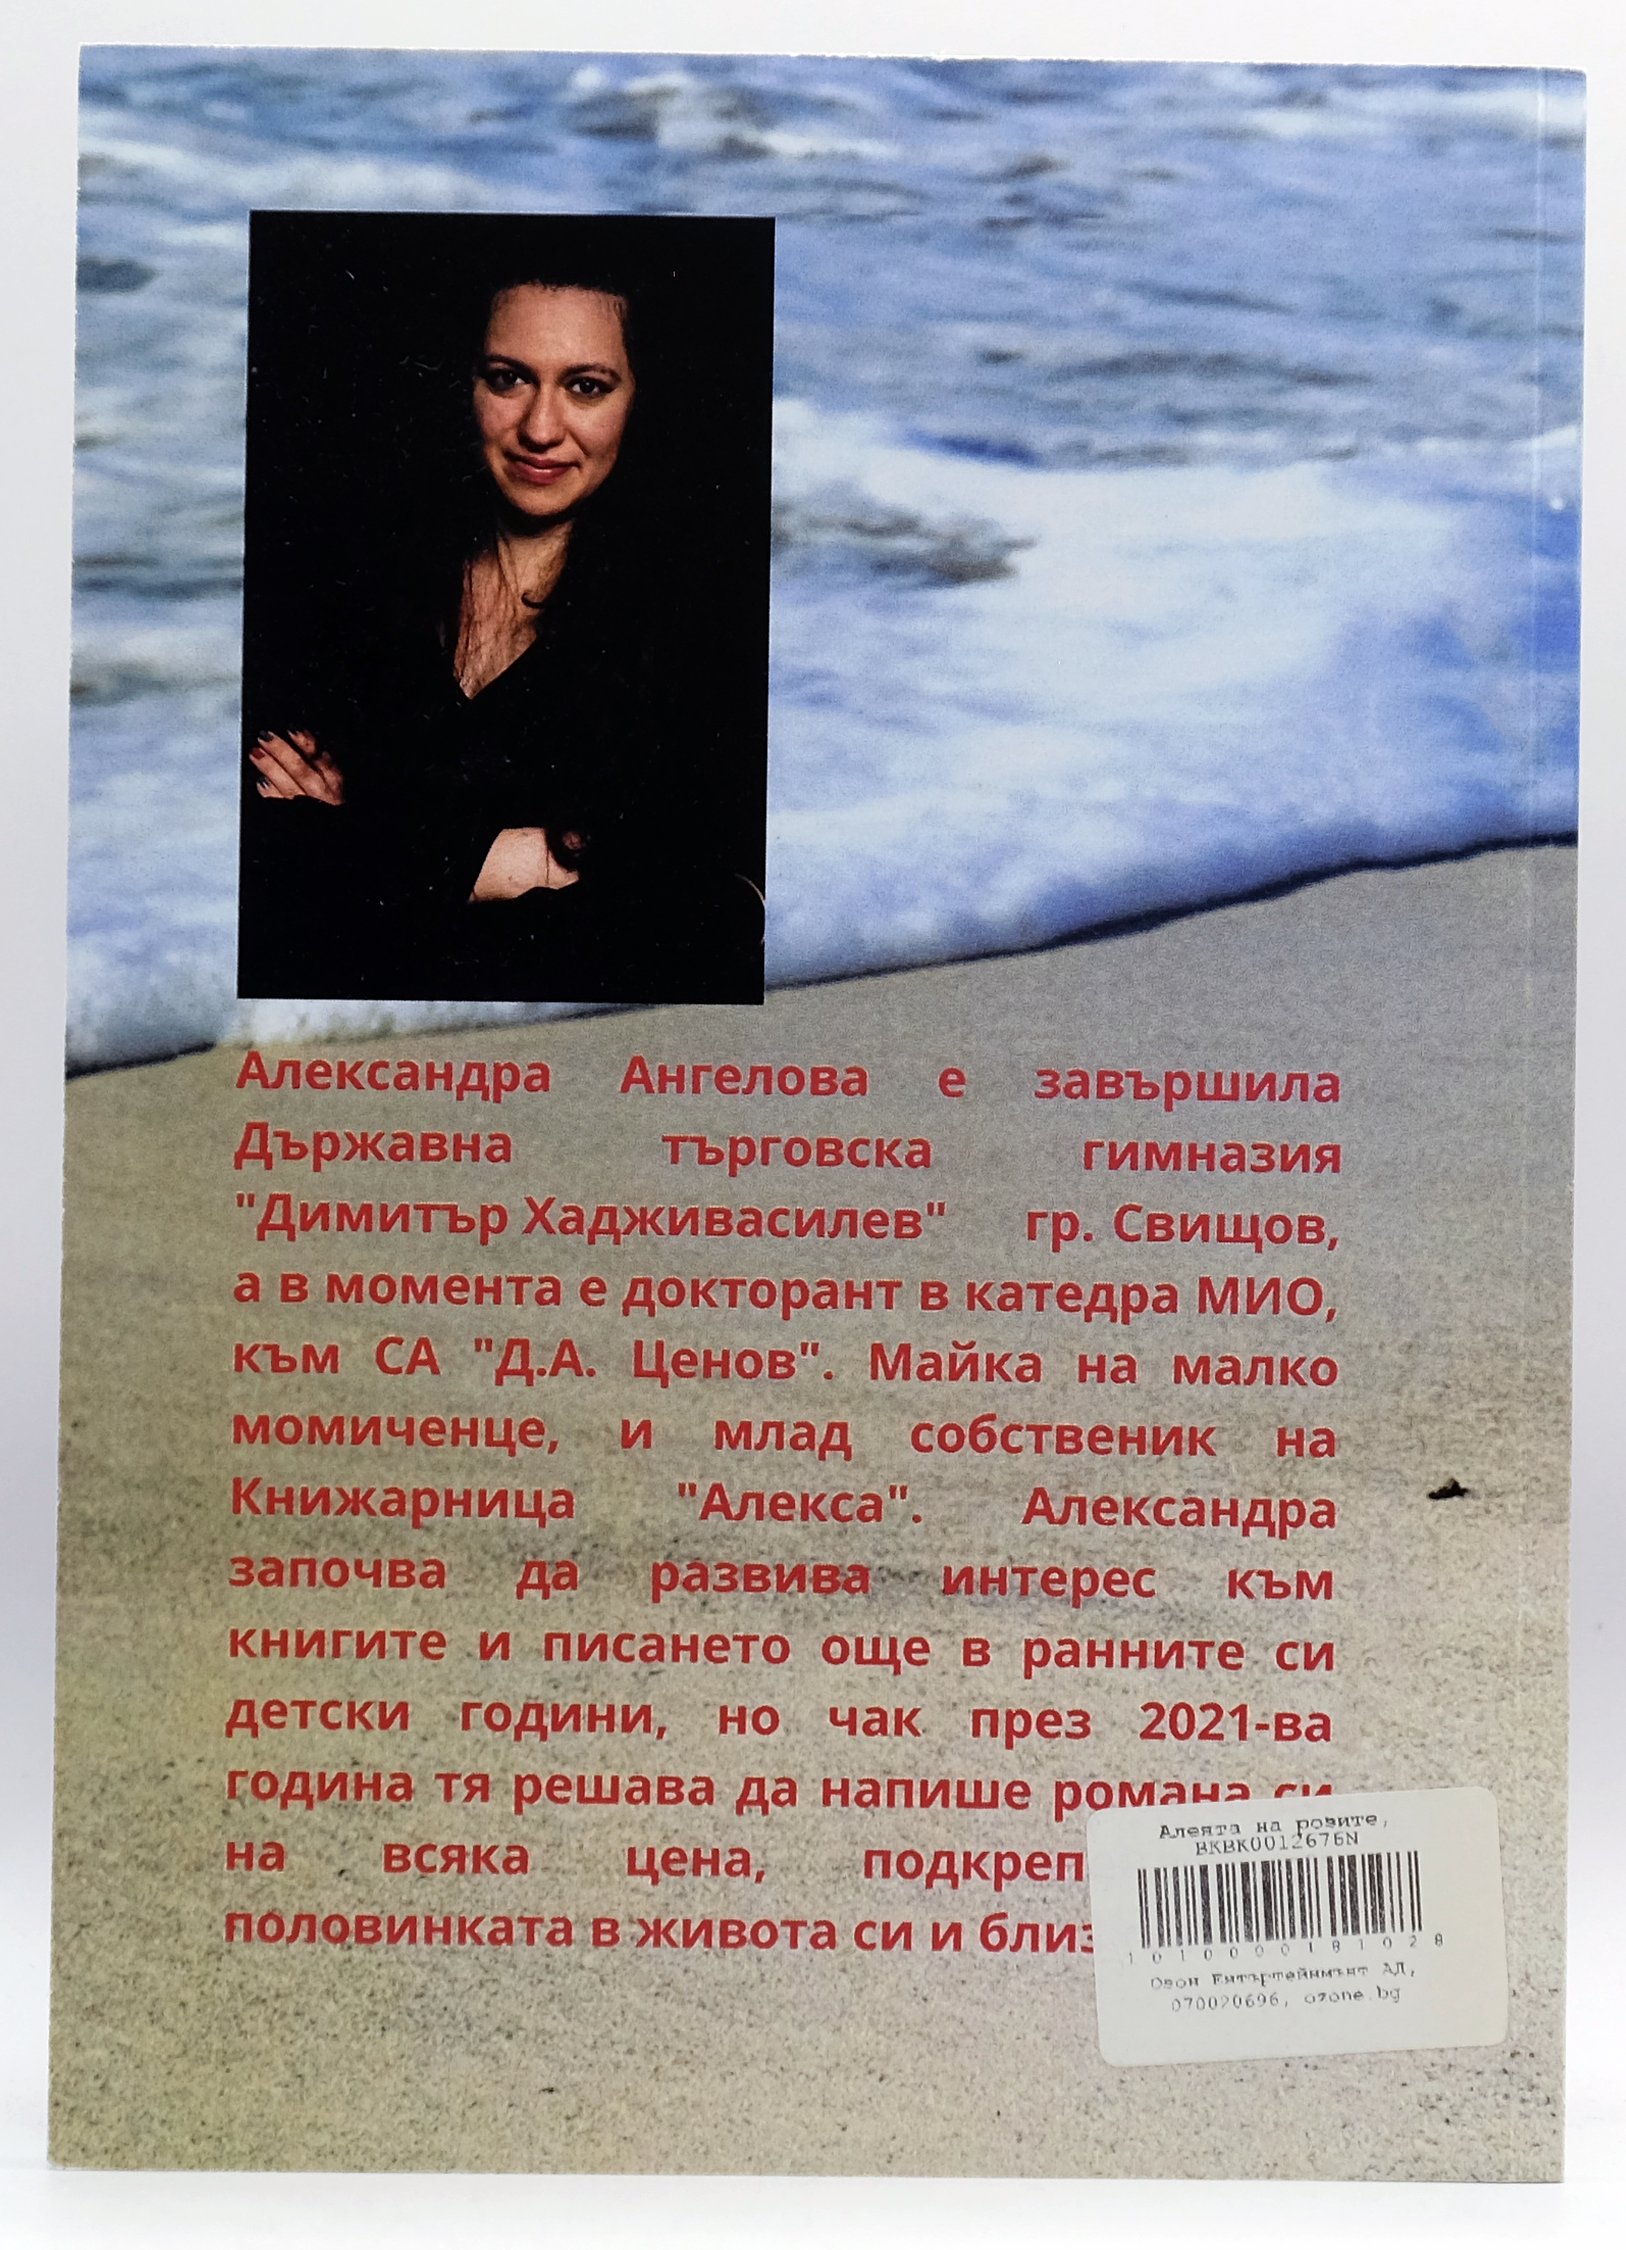 Александра Ангелова е завършила
Държавна търговска гимназия
"Димитър Хаджививасилев" гр. Свищов,
а в момента е докторант в катедра МИО,
към СА "Д.А. Ценов". Майка на малко
момиченце, и млад собственик на
Книжарница "Алекса". Александра
започва да развива интерес към
книгите и писането още в ранните си
детски години, но чак през 2021-ва
година тя решава да напише романа си
на всяка цена,
половинката в живота си и
Алеята на розите,
BKBK0012676N
1010000181028
Озон Ентъртейнмънт АД,
070020696, ozone.bg